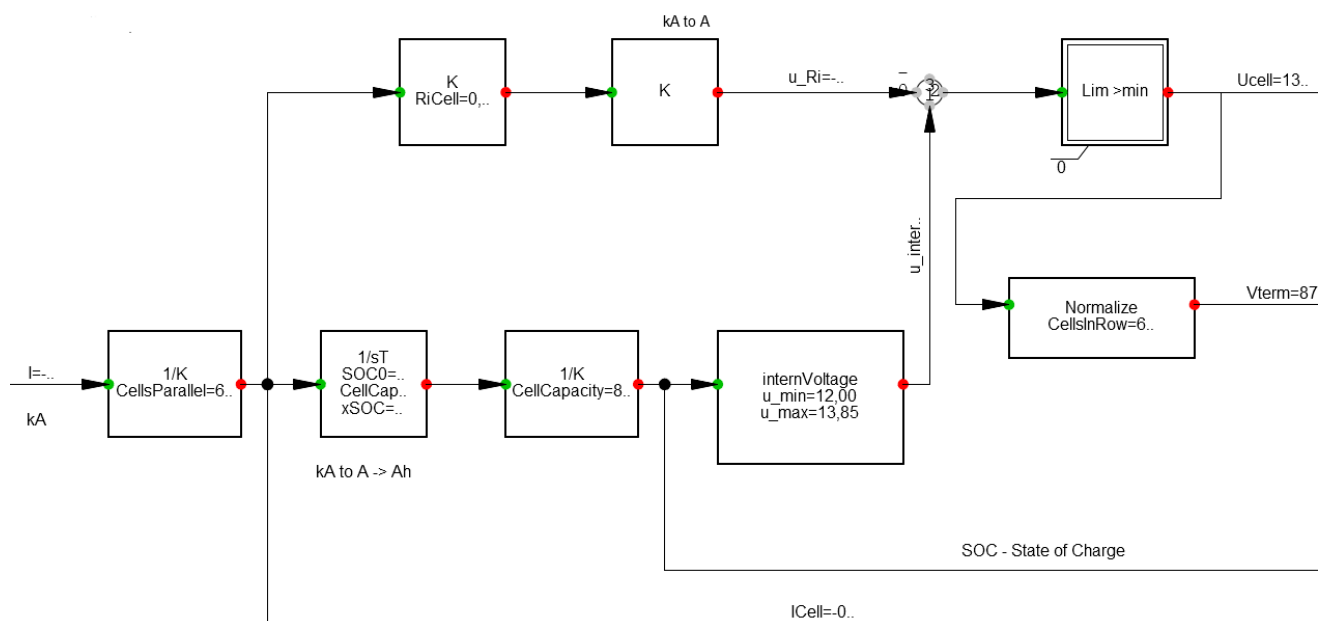 kA to A
K
RiCell=0,..
K
u_Ri=-..
Lim >min
0
Ucell=13..
u_inter..
Normalize
CellsInRow=6..
Vterm=87
I=-..
kA
1/K
CellsParallel=6..
1/sT
SOC0=..
CellCap..
xSOC=..
1/K
CellCapacity=8..
internVoltage
u_min=12,00
u_max=13,85
kA to A -> Ah
SOC - State of Charge
ICell=-0..